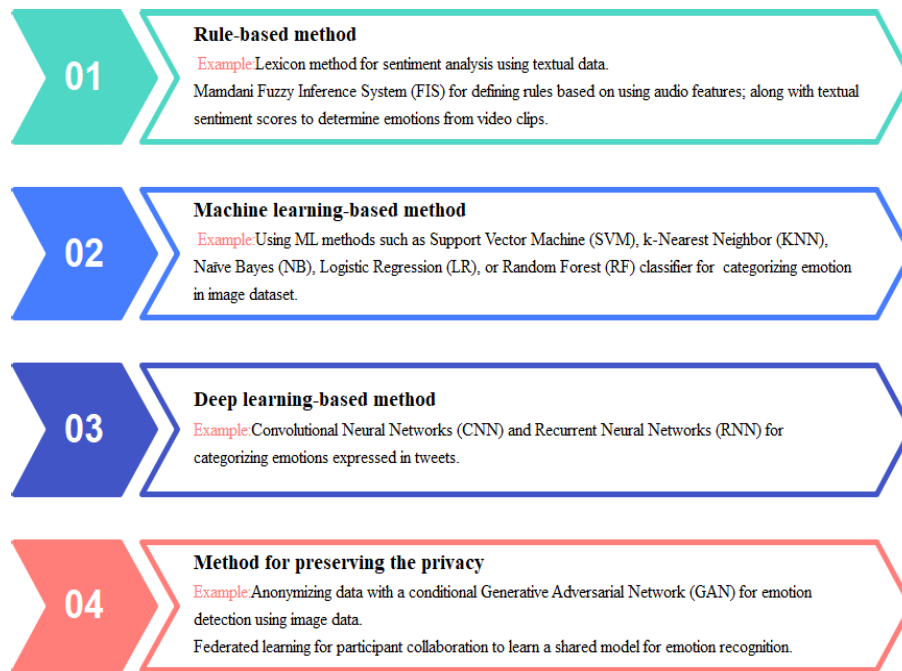 01
Rule-based method
Example:Lexicon method for sentiment analysis using textual data.
Mamdani Fuzzy Inference System (FIS) for defining rules based on using audio features; along with textual
sentiment scores to determine emotions from video clips.
02
Machine learning-based method
Example:Using ML methods such as Support Vector Machine (SVM), k-Nearest Neighbor (KNN),
Naïve Bayes (NB), Logistic Regression (LR), or Random Forest (RF) classifier for categorizing emotion
in image dataset.
03
Deep learning-based method
Example:Convolutional Neural Networks (CNN) and Recurrent Neural Networks (RNN) for
categorizing emotions expressed in tweets.
04
Method for preserving the privacy
Example:Anonymizing data with a conditional Generative Adversarial Network (GAN) for emotion
detection using image data.
Federated learning for participant collaboration to learn a shared model for emotion recognition.